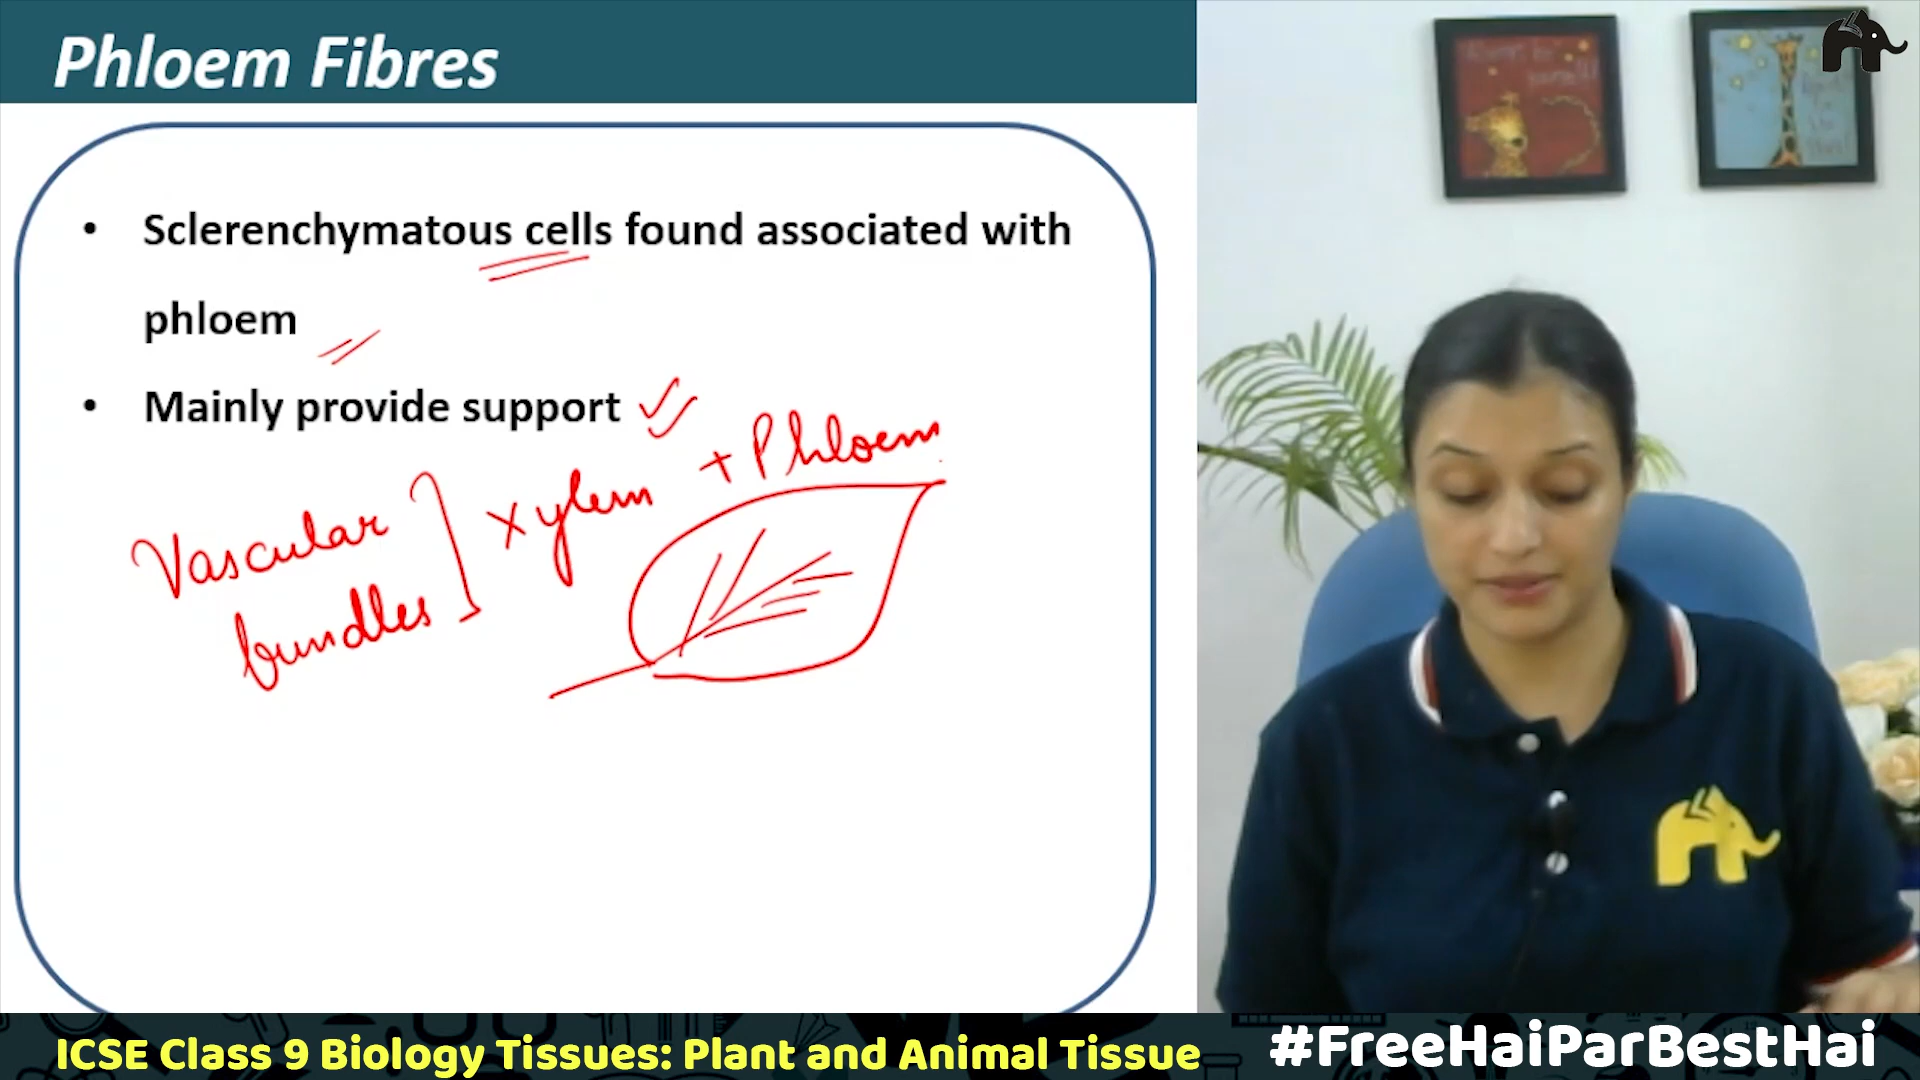 Phloem Fibres
• Sclerenchymatous cells found associated with
phloem
• Mainly provide support
Vascular
bundles
xylem + Phloem
ICSE Class 9 Biology Tissues: Plant and Animal Tissue
#FreeHaiParBestHai